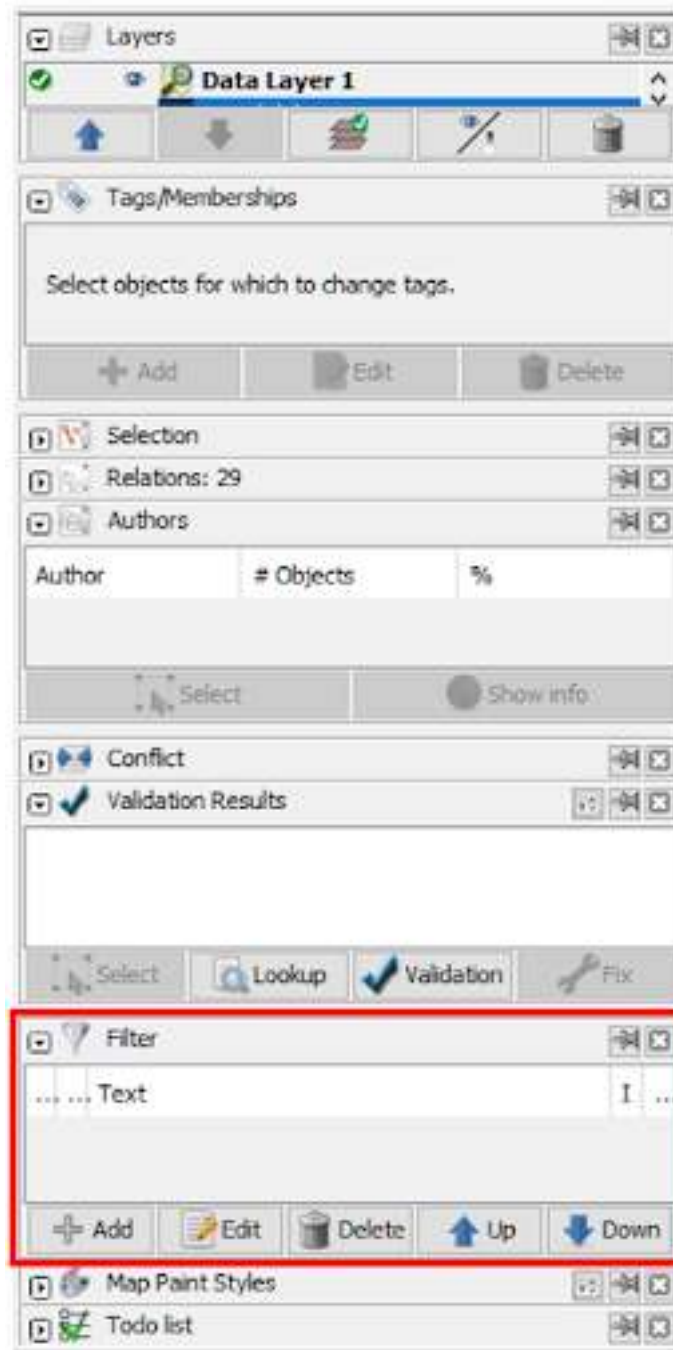 Layers
Data Layer 1
Tags/Memberships
Select objects for which to change tags.
Add Edit Delete
Selection
Relations: 29
Authors
Author # Objects %
Select Show info
Conflict
Validation Results
Select Lookup Validation Fix
Filter
... ... Text I ...
Add Edit Delete Up Down
Map Paint Styles
Todo list